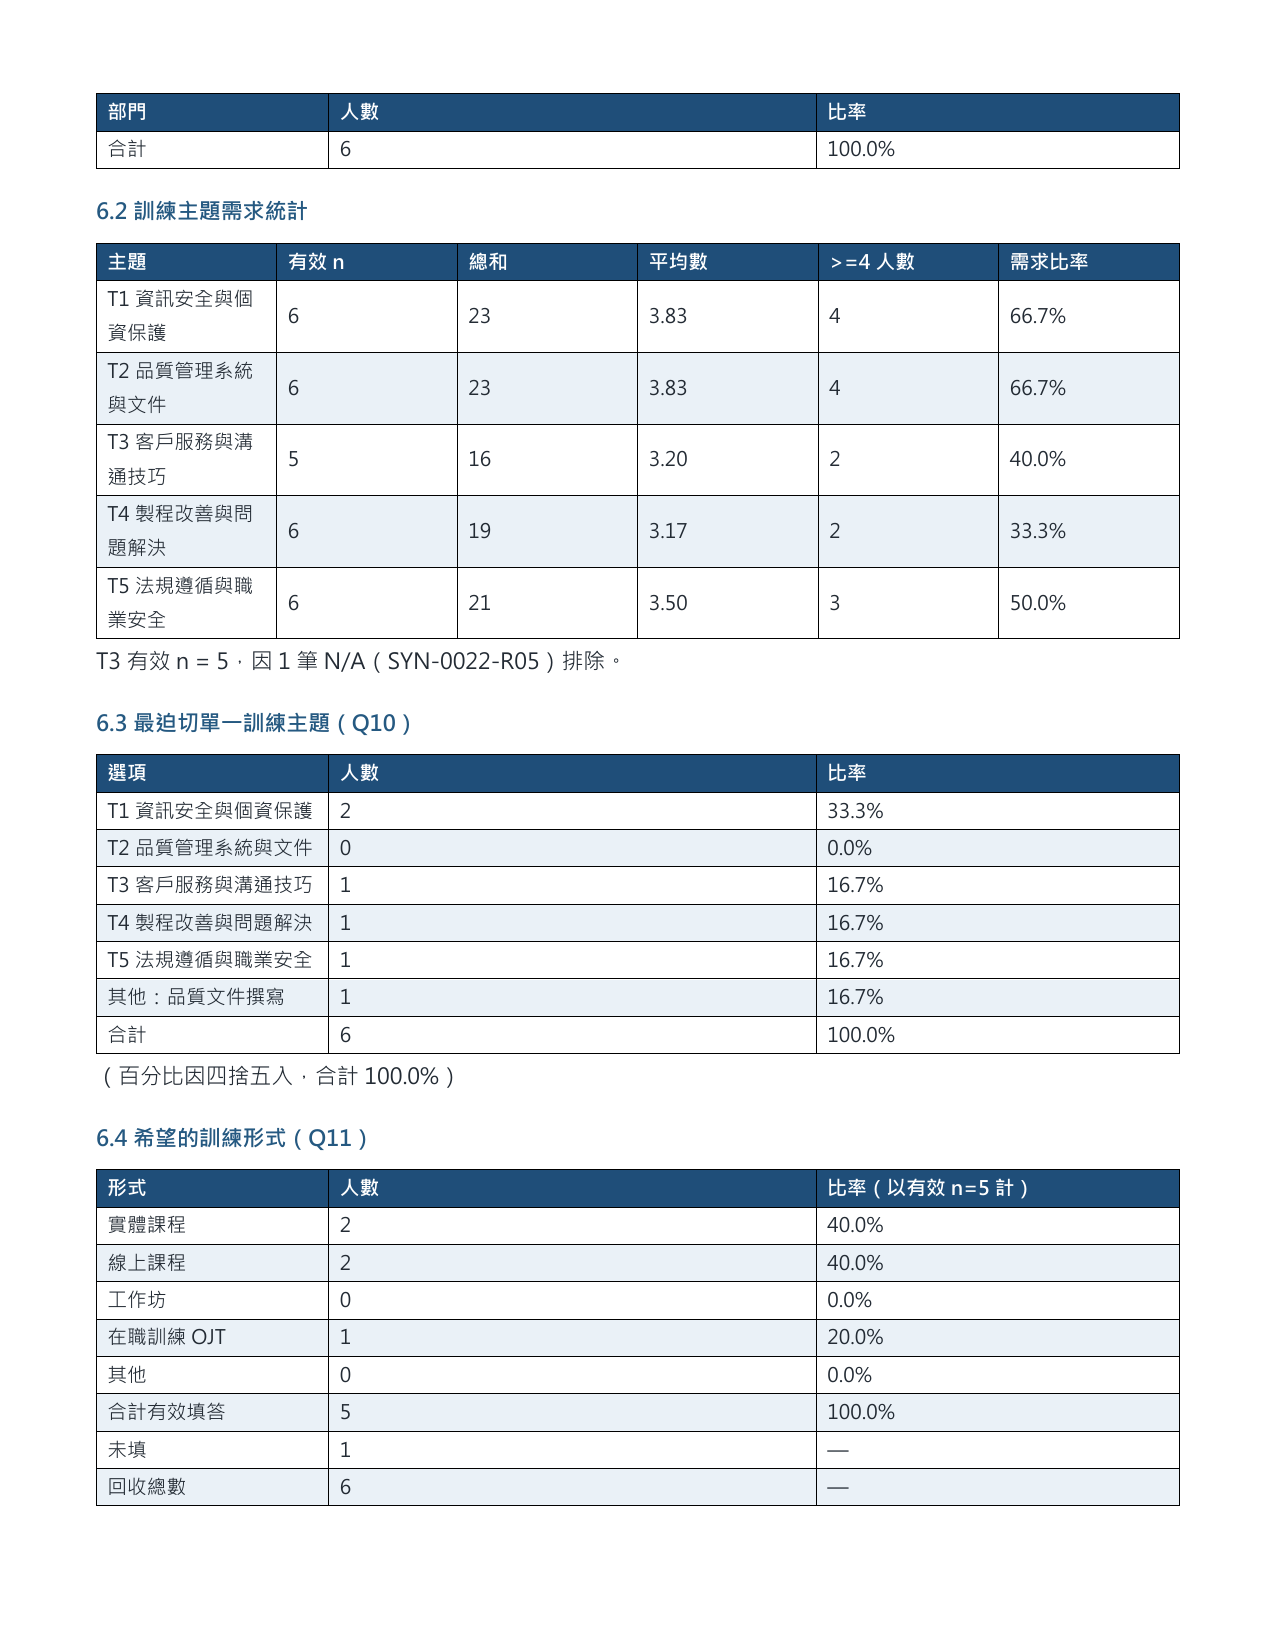 部門 人數 比率
合計 6 100.0%
6.2 訓練主題需求統計
主題 有效 n 總和 平均數 >=4 人數 需求比率
T1 資訊安全與個
資保護 6 23 3.83 4 66.7%
T2 品質管理系統
與文件 6 23 3.83 4 66.7%
T3 客戶服務與溝
通技巧 5 16 3.20 2 40.0%
T4 製程改善與問
題解決 6 19 3.17 2 33.3%
T5 法規遵循與職
業安全 6 21 3.50 3 50.0%
T3 有效 n = 5，因 1 筆 N/A（SYN-0022-R05）排除。
6.3 最迫切單一訓練主題（Q10）
選項 人數 比率
T1 資訊安全與個資保護 2 33.3%
T2 品質管理系統與文件 0 0.0%
T3 客戶服務與溝通技巧 1 16.7%
T4 製程改善與問題解決 1 16.7%
T5 法規遵循與職業安全 1 16.7%
其他：品質文件撰寫 1 16.7%
合計 6 100.0%
（百分比因四捨五入，合計 100.0%）
6.4 希望的訓練形式（Q11）
形式 人數 比率（以有效 n=5 計）
實體課程 2 40.0%
線上課程 2 40.0%
工作坊 0 0.0%
在職訓練 OJT 1 20.0%
其他 0 0.0%
合計有效填答 5 100.0%
未填 1 —
回收總數 6 —